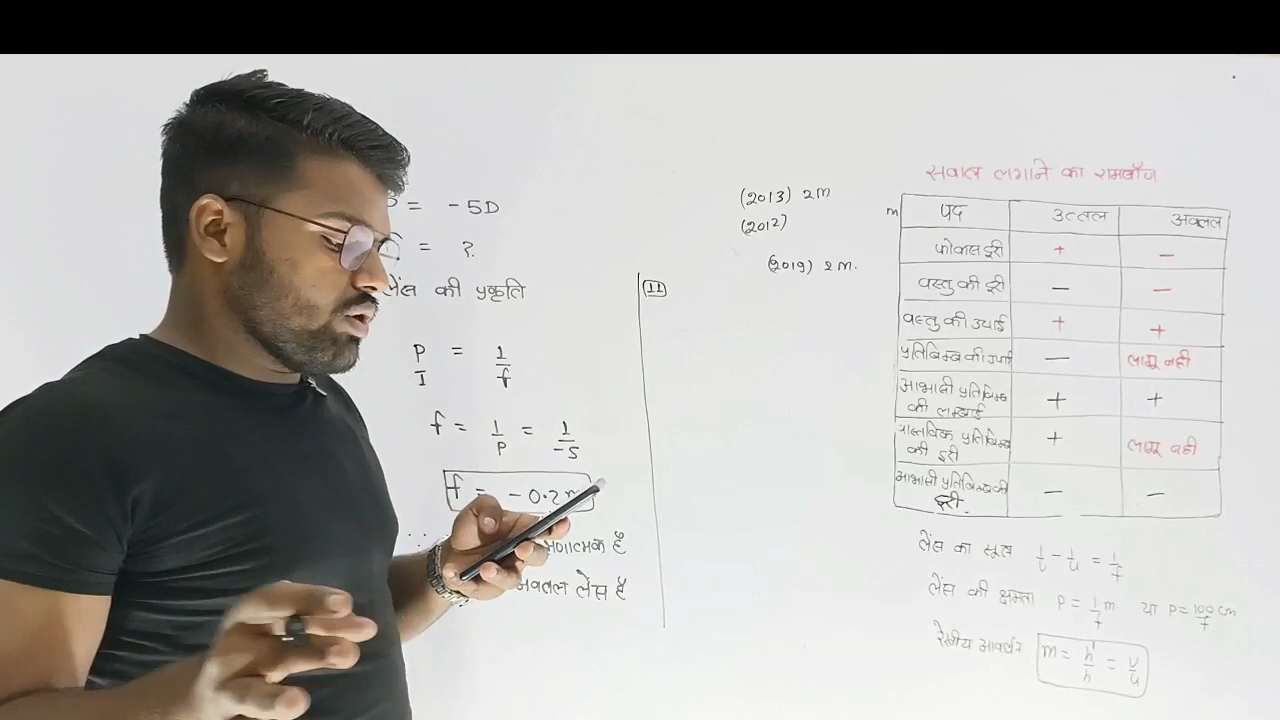 = -5D
= ?
लेंस की प्रकृति
P/1 = 1/f
f = 1/P = 1/-5
f = -0.2
ऋणात्मक है
अवतल लेंस है
(2013) 2M
(2012)
(2019) 2M.
11
सवाल लगाने का रामबाँण
m
पद उत्तल अवतल
फोकस दूरी + -
वस्तु की दूरी - -
वस्तु की उचाई + +
प्रतिबिम्ब की - लागू नही
आभासी प्रतिबिम्ब की लम्बाई + +
वास्तविक प्रतिबिम्ब की दूरी + लागू नही
आभासी प्रतिबिम्ब की दूरी. - -
लेंस का सूत्र = 1/f
लेंस की क्षमता P = 1/f m. या P = 100/f cm
रेखीय आवर्धन m = h'/h = v/u